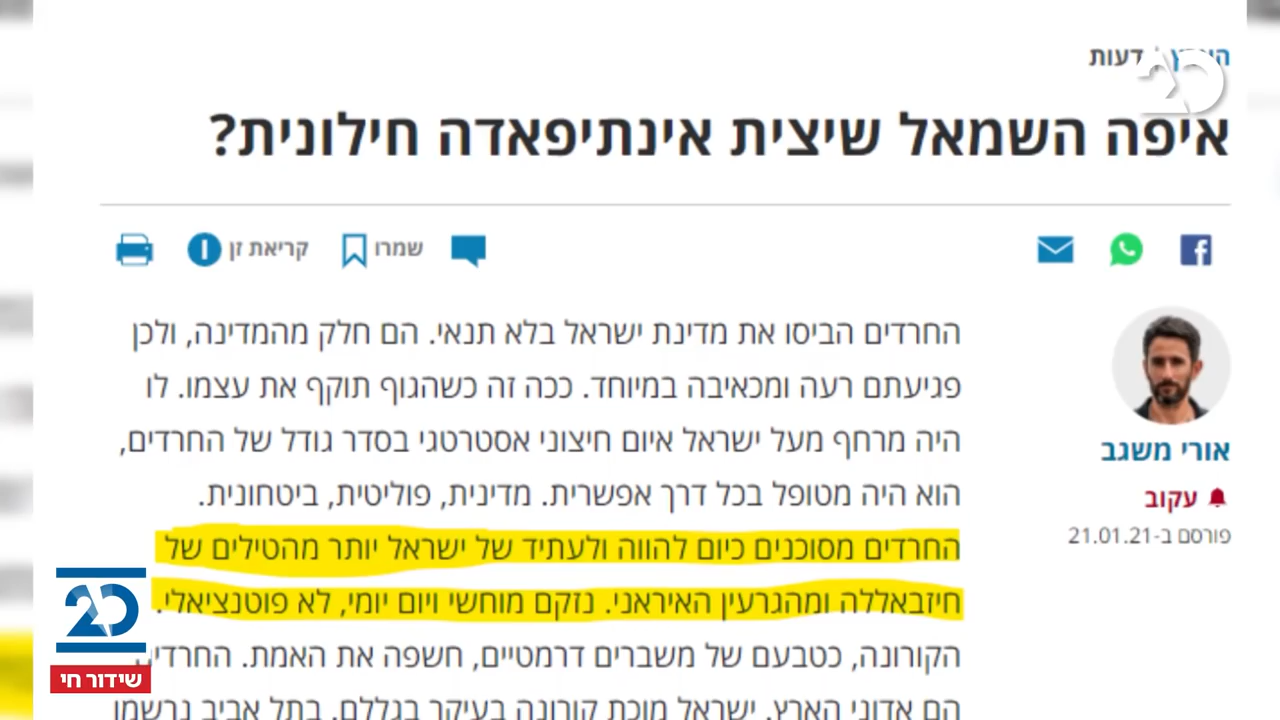 דעות
20
איפה השמאל שיצית אינתיפאדה חילונית?
שמרו
קריאת זן
החרדים הביסו את מדינת ישראל בלא תנאי. הם חלק מהמדינה, ולכן
פגיעתם רעה ומכאיבה במיוחד. ככה זה כשהגוף תוקף את עצמו. לו
היה מרחף מעל ישראל איום חיצוני אסטרטגי בסדר גודל של החרדים,
הוא היה מטופל בכל דרך אפשרית. מדינית, פוליטית, ביטחונית.
החרדים מסוכנים כיום להווה ולעתיד של ישראל יותר מהטילים של
חיזבאללה ומהגרעין האיראני. נזקם מוחשי ויום יומי, לא פוטנציאלי.
הקורונה, כטבעם של משברים דרמטיים, חשפה את האמת. החרדים
הם אדוני הארץ. ישראל מוכת קורונה בעיקר בגללם. בתל אביב נרשמו
אורי משגב
עקוב
פורסם ב-21.01.21
20
שידור חי